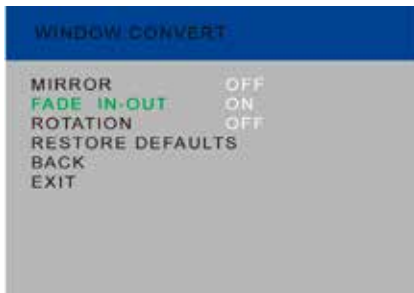 WINDOW CONVERT
MIRROR OFF
FADE IN-OUT ON
ROTATION OFF
RESTORE DEFAULTS
BACK
EXIT